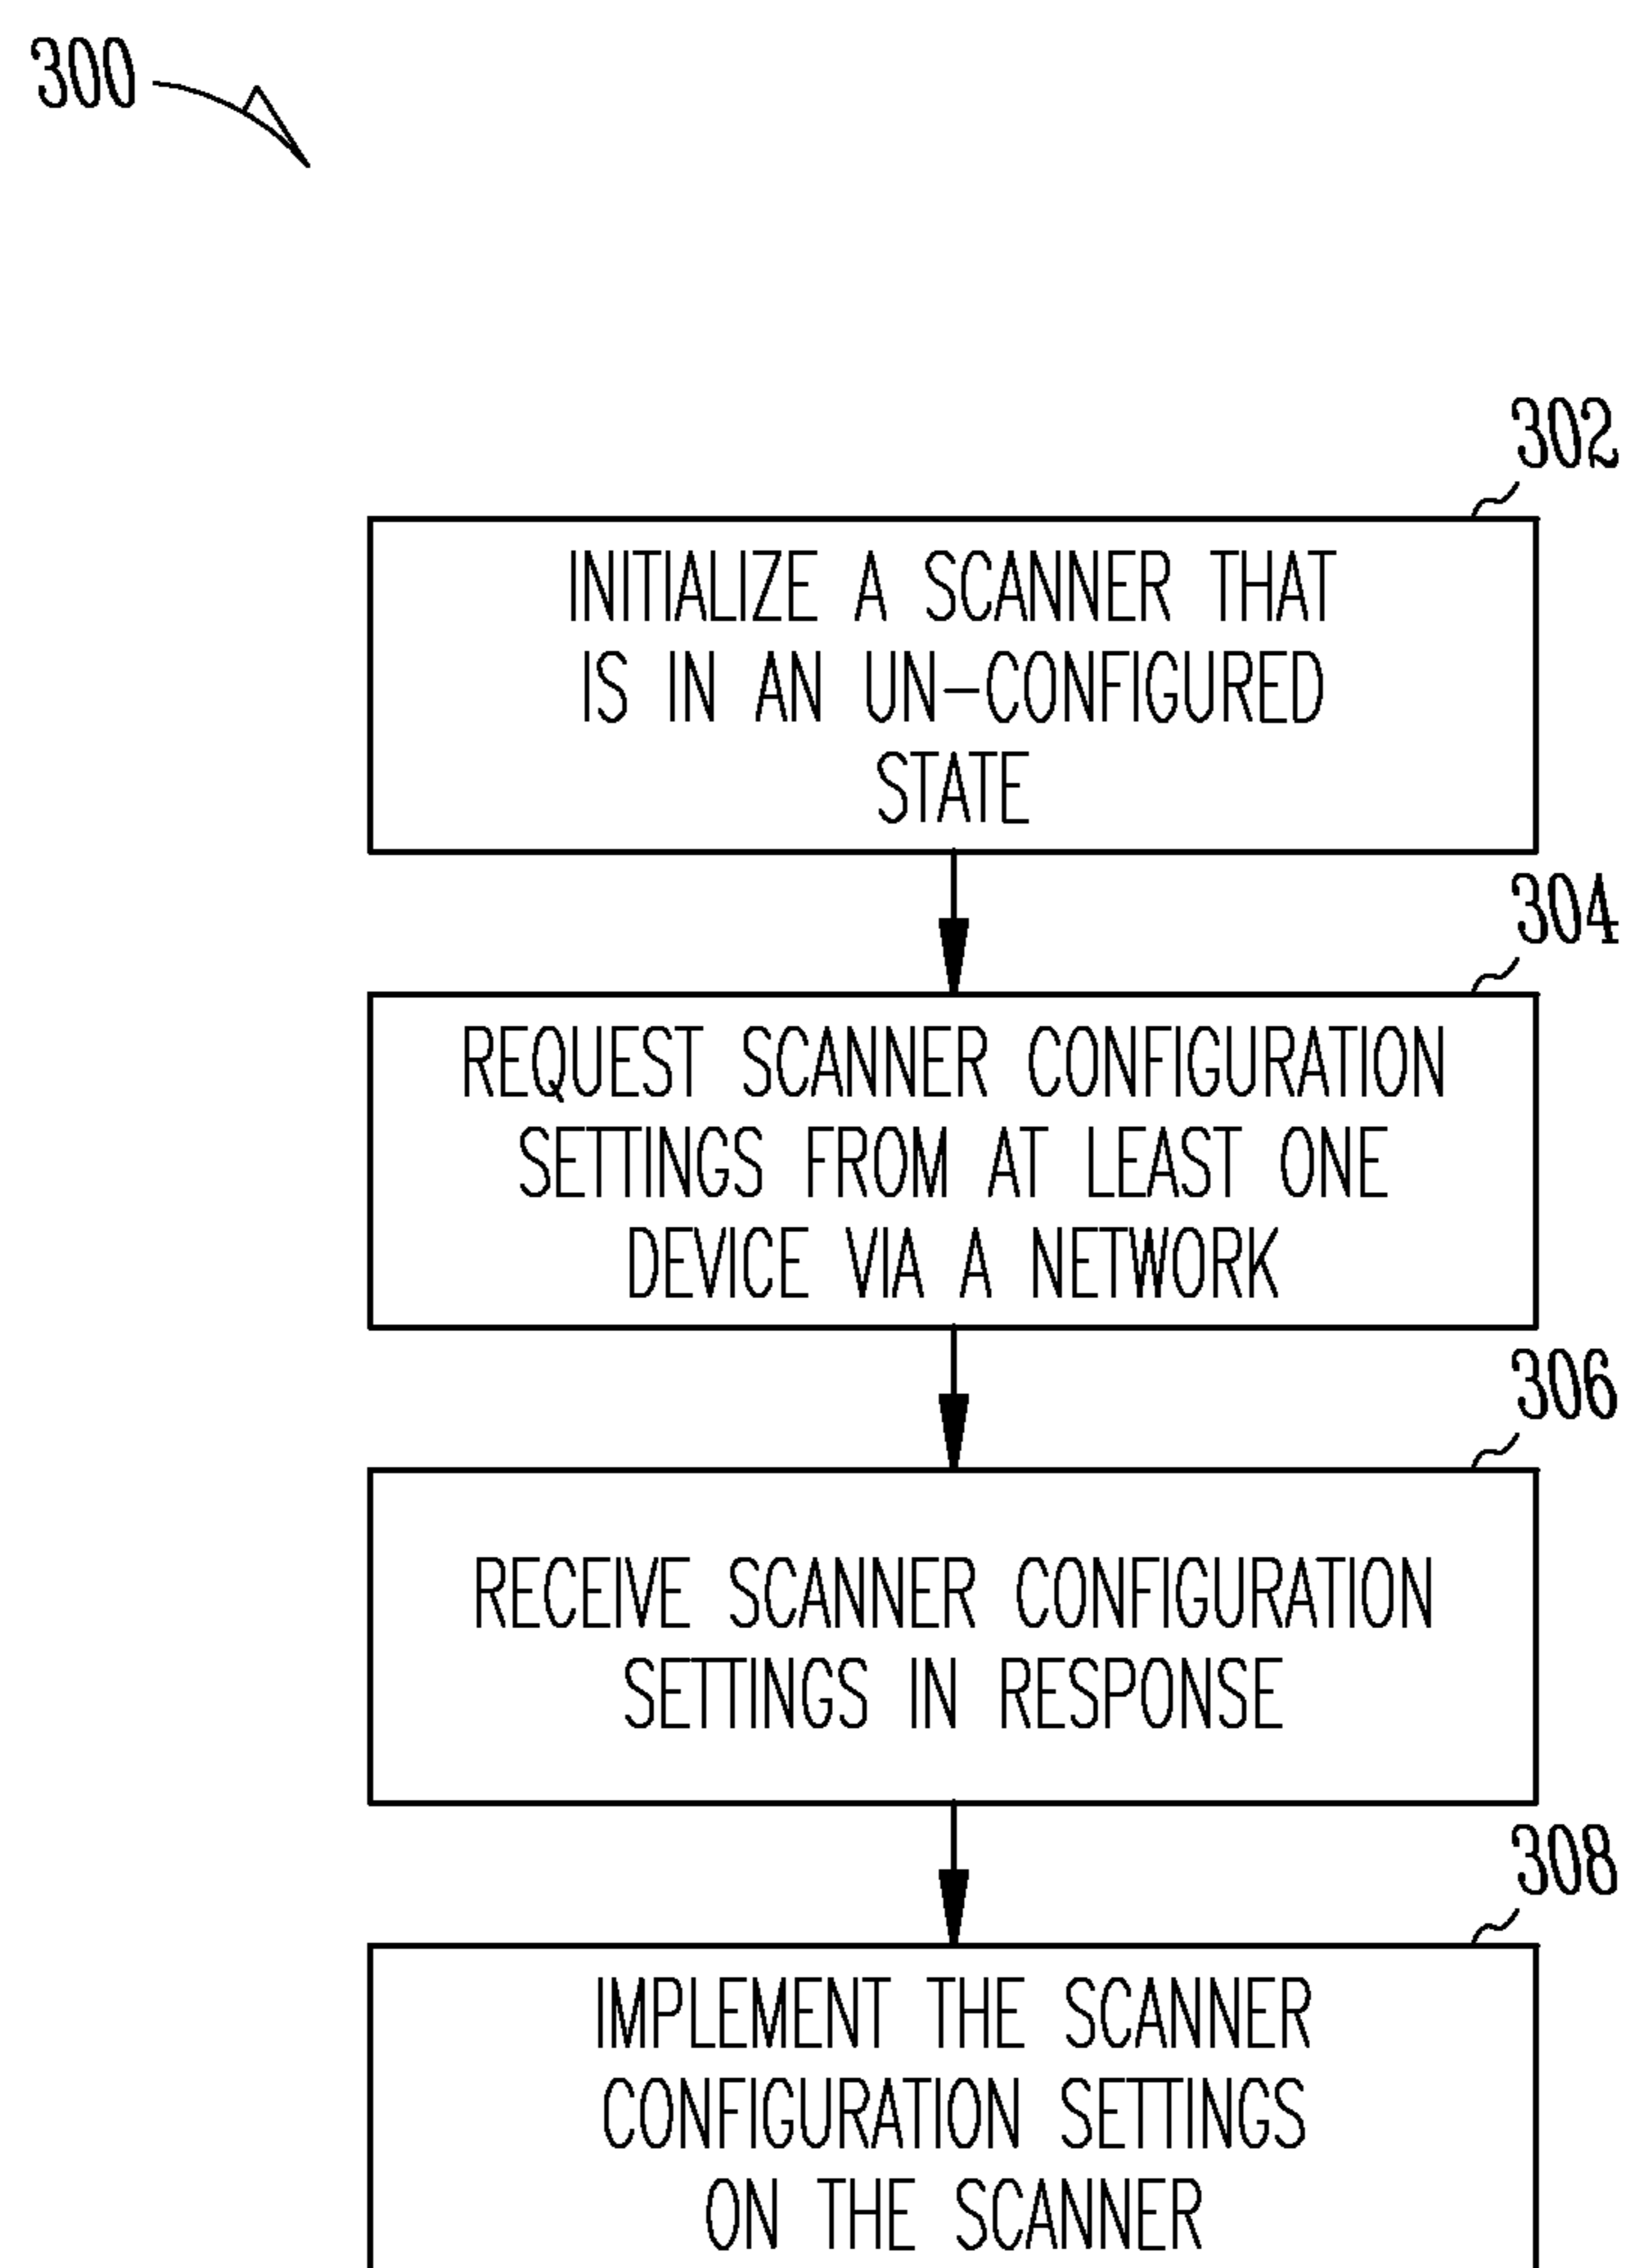 300
302
INITIALIZE A SCANNER THAT
IS IN AN UN-CONFIGURED
STATE
304
REQUEST SCANNER CONFIGURATION
SETTINGS FROM AT LEAST ONE
DEVICE VIA A NETWORK
306
RECEIVE SCANNER CONFIGURATION
SETTINGS IN RESPONSE
308
IMPLEMENT THE SCANNER
CONFIGURATION SETTINGS
ON THE SCANNER